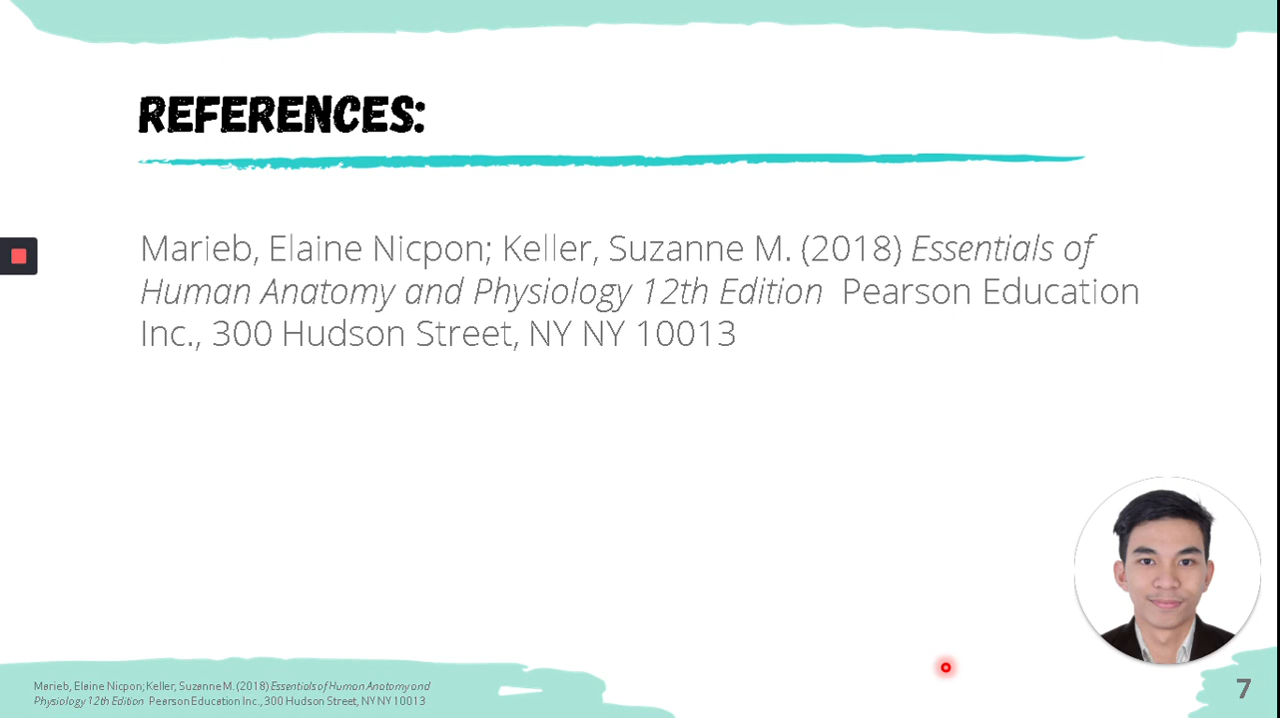 REFERENCES:
Marieb, Elaine Nicpon; Keller, Suzanne M. (2018) Essentials of
Human Anatomy and Physiology 12th Edition Pearson Education
Inc., 300 Hudson Street, NY NY 10013
Marieb, Elaine Nicpon; Keller, Suzanne M. (2018) Essentials of Human Anatomy and
Physiology 12th Edition Pearson Education Inc., 300 Hudson Street, NY NY 10013
7